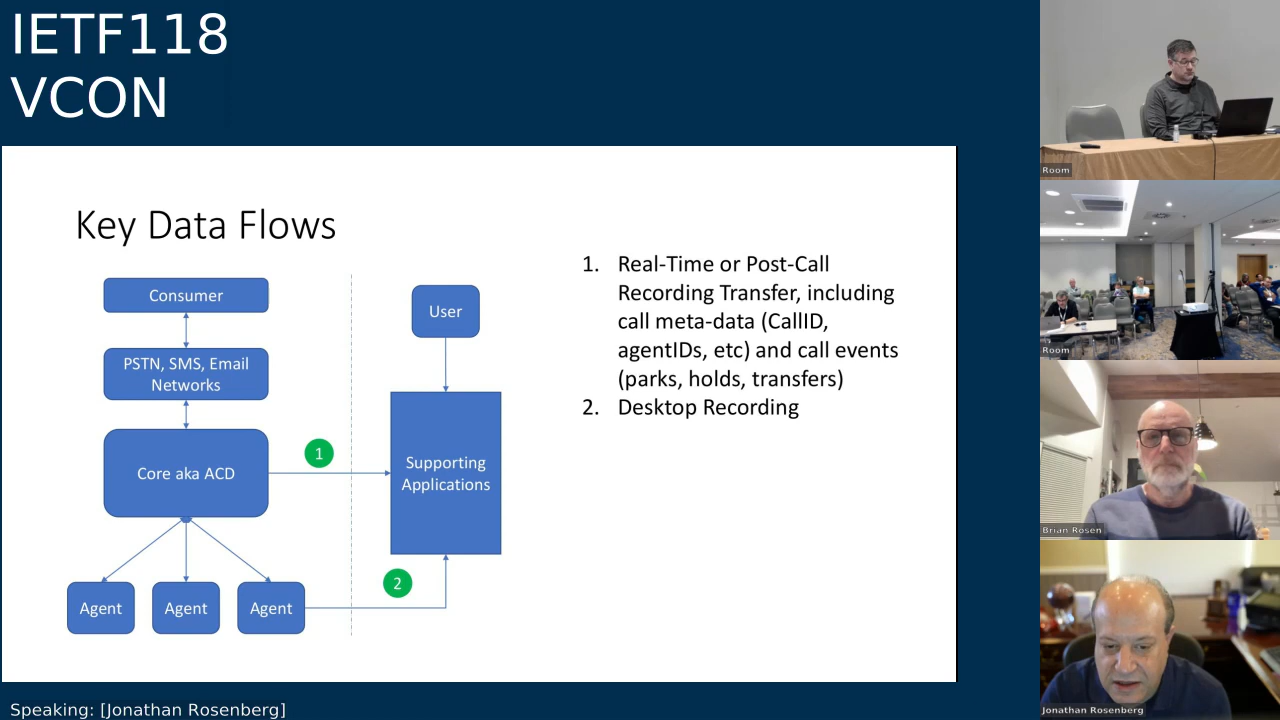 IETF118
VCON
Key Data Flows
Consumer
PSTN, SMS, Email
Networks
Core aka ACD
Agent
Agent
Agent
User
Supporting
Applications
1
2
1. Real-Time or Post-Call
Recording Transfer, including
call meta-data (CallID,
agentIDs, etc) and call events
(parks, holds, transfers)
2. Desktop Recording
Room
Room
Brian Rosen
Jonathan Rosenberg
Speaking: [Jonathan Rosenberg]